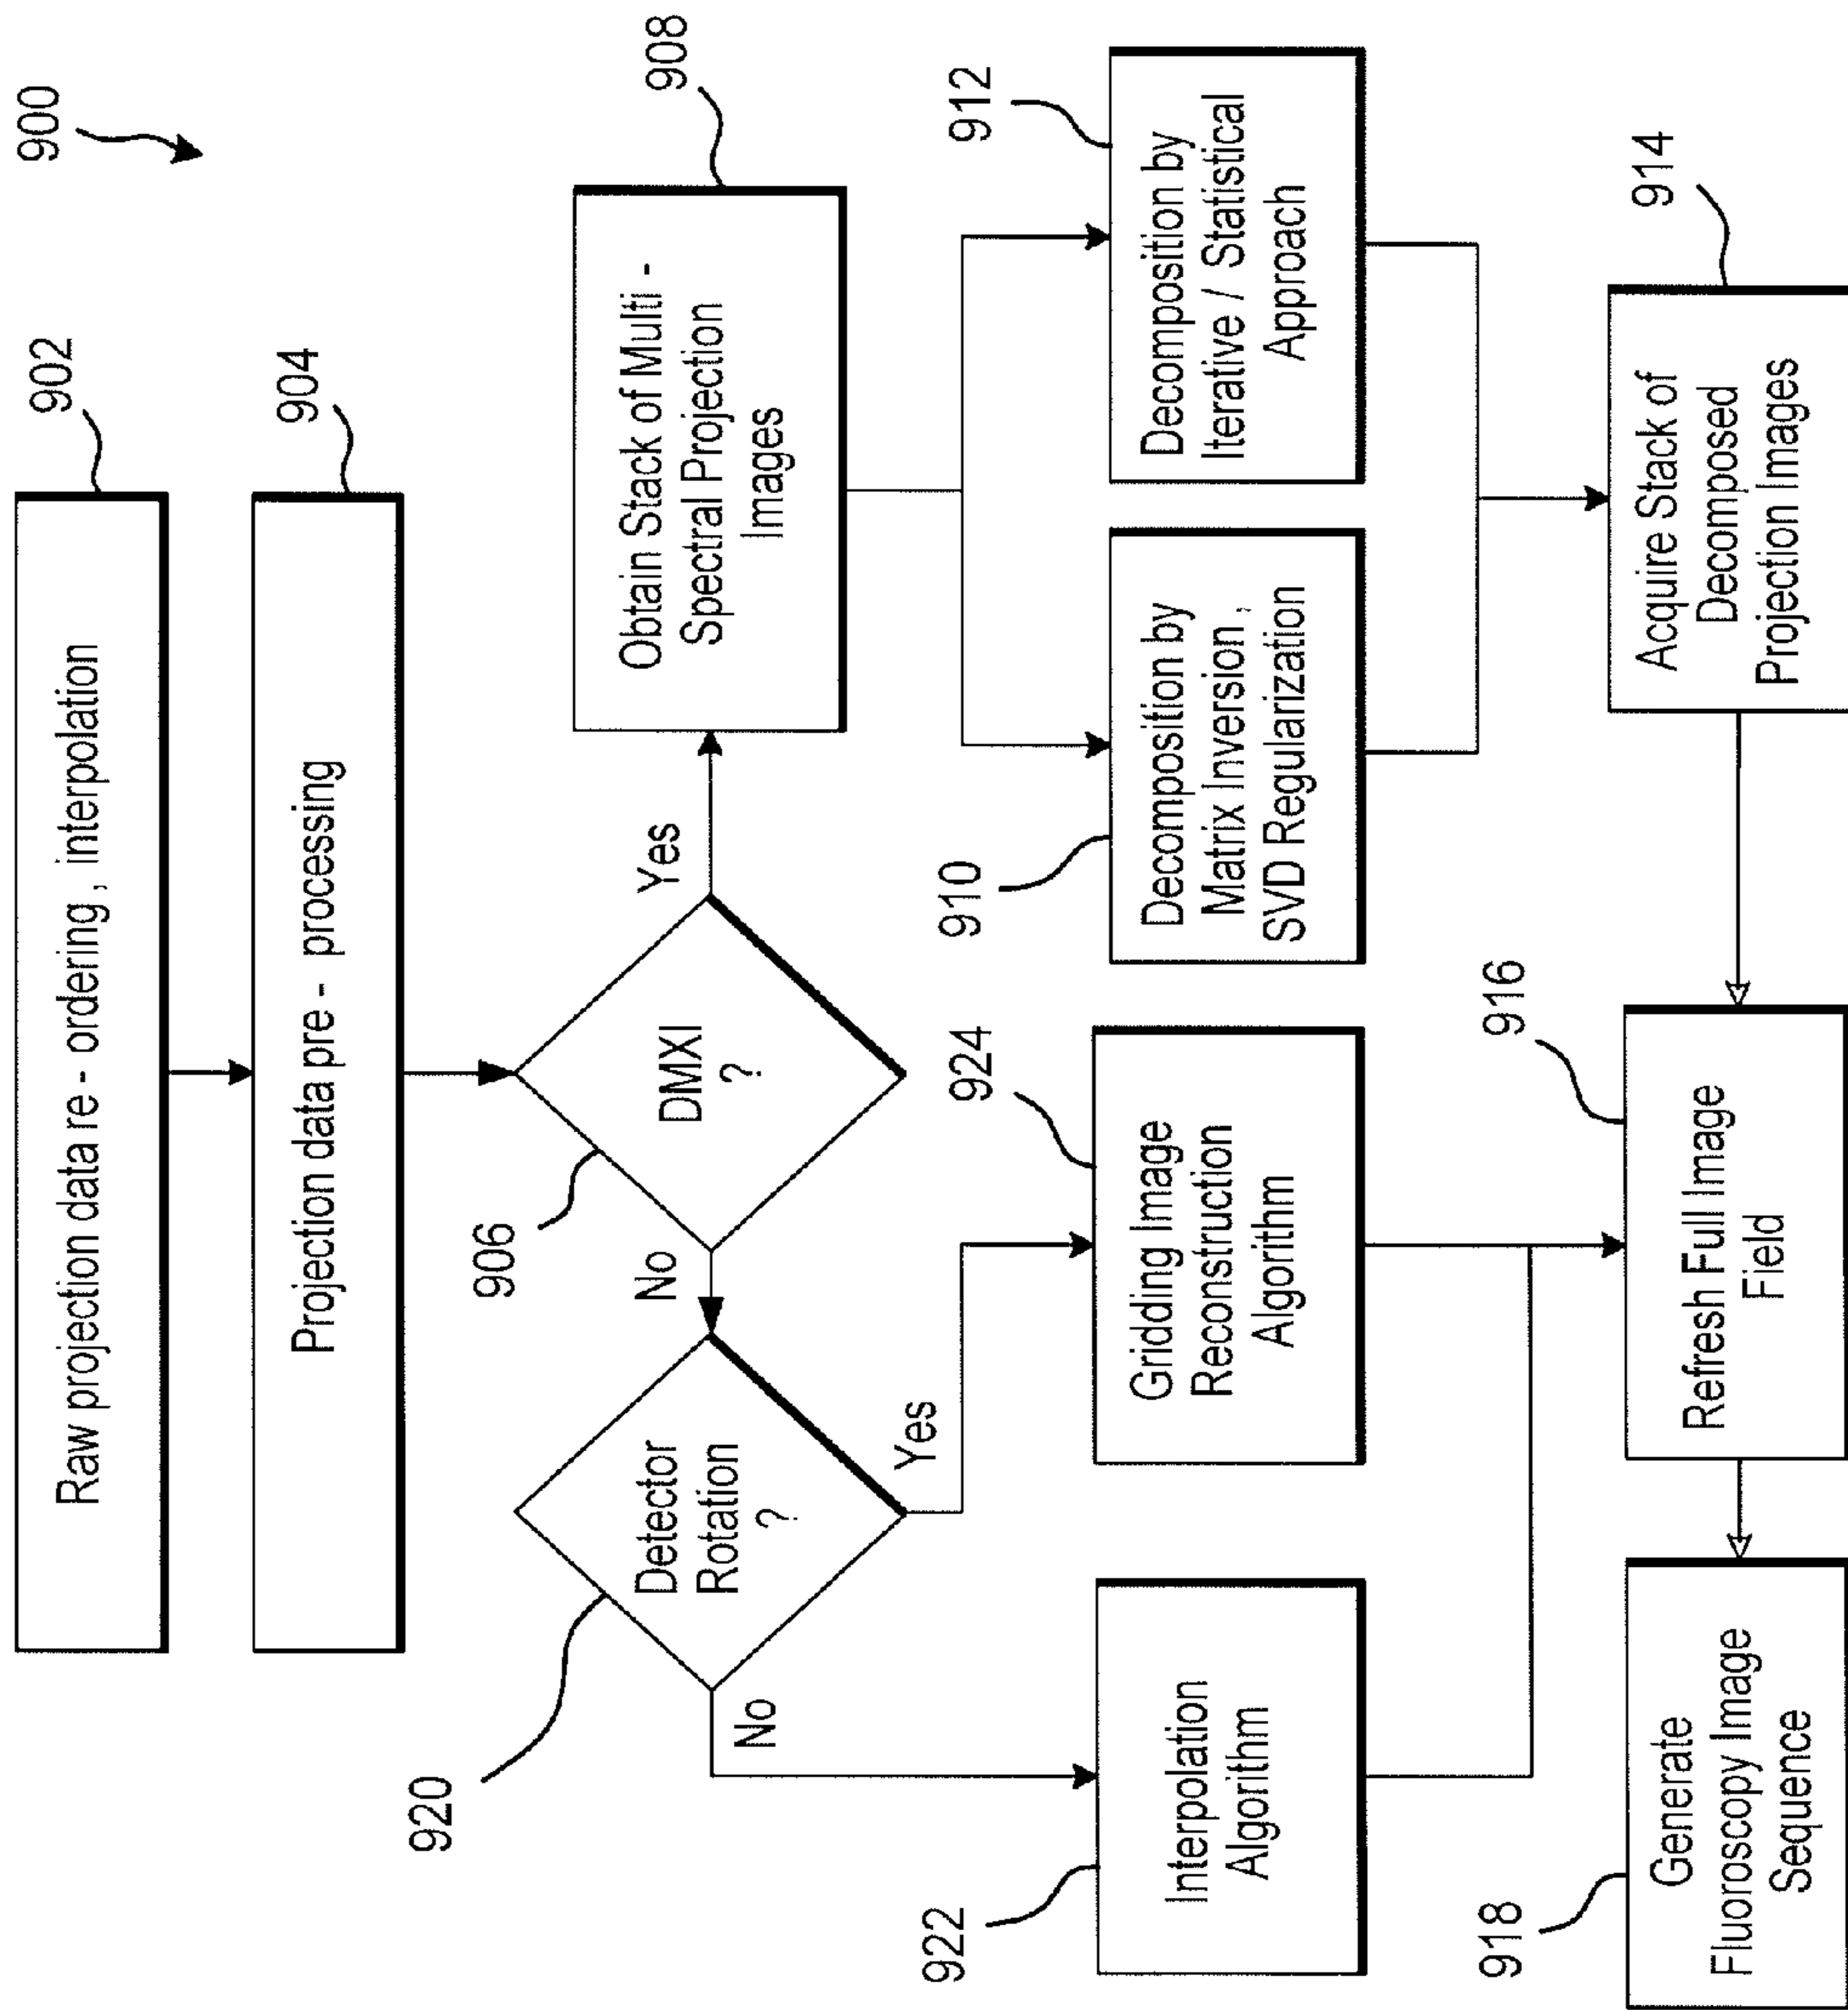 900
902
Raw projection data re - ordering , interpolation
904
Projection data pre - processing
906
DMXI
?
Yes
No
908
Obtain Stack of Multi -
Spectral Projection
Images
920
Detector
Rotation
?
No
Yes
922
Interpolation
Algorithm
924
Gridding Image
Reconstruction
Algorithm
910
Decomposition by
Matrix Inversion ,
SVD Regularization
912
Decomposition by
Iterative / Statistical
Approach
914
Acquire Stack of
Decomposed
Projection Images
916
Refresh Full Image
Field
918
Generate
Fluoroscopy Image
Sequence